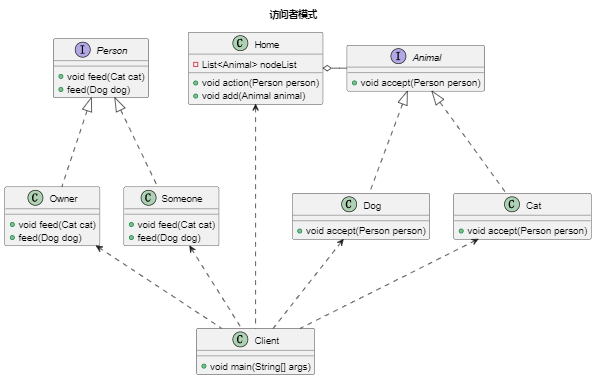 访问者模式
I Person
void feed(Cat cat)
feed(Dog dog)
C Home
List<Animal> nodeList
void action(Person person)
void add(Animal animal)
I Animal
void accept(Person person)
C Owner
void feed(Cat cat)
feed(Dog dog)
C Someone
void feed(Cat cat)
feed(Dog dog)
C Dog
void accept(Person person)
C Cat
void accept(Person person)
C Client
void main(String[] args)